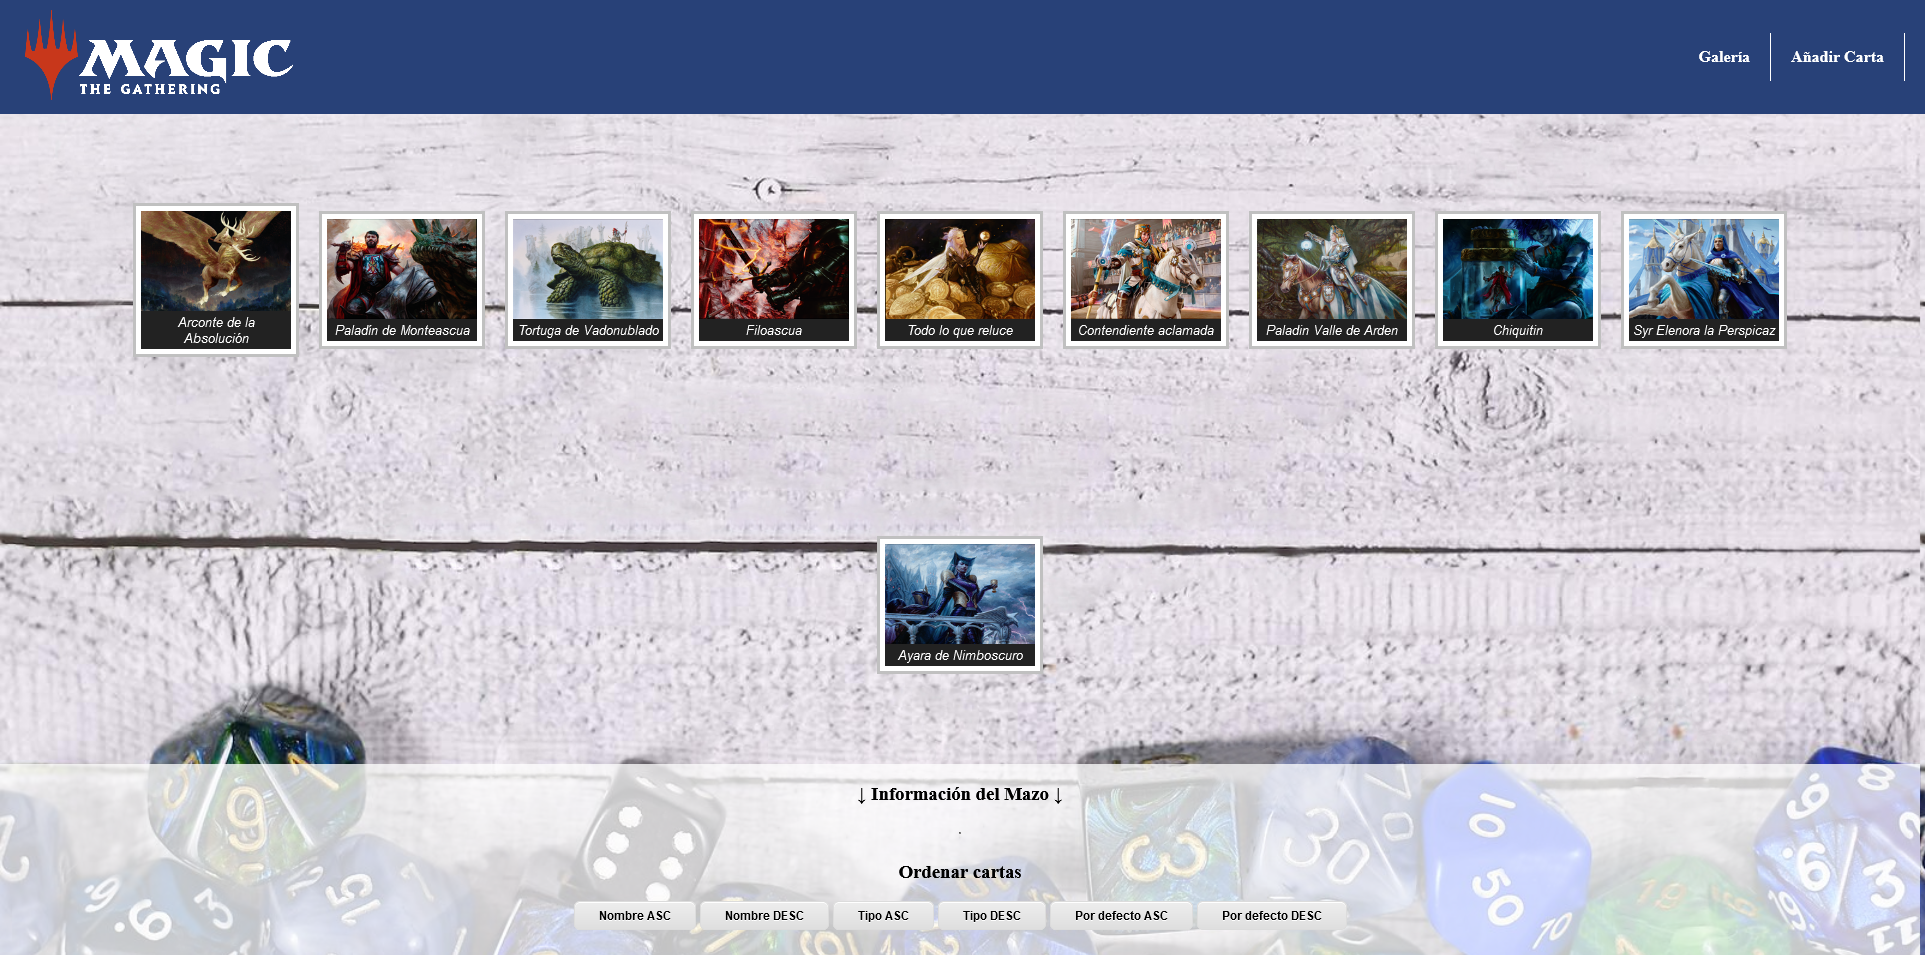 MAGIC
THE GATHERING
Galería
Añadir Carta
Arconte de la
Absolución
Paladín de Monteascua
Tortuga de Vadonublado
Filoascua
Todo lo que reluce
Contendiente aclamada
Paladín Valle de Arden
Chiquitin
Syr Elenora la Perspicaz
Ayara de Nimboscuro
↓ Información del Mazo ↓
.
Ordenar cartas
Nombre ASC
Nombre DESC
Tipo ASC
Tipo DESC
Por defecto ASC
Por defecto DESC